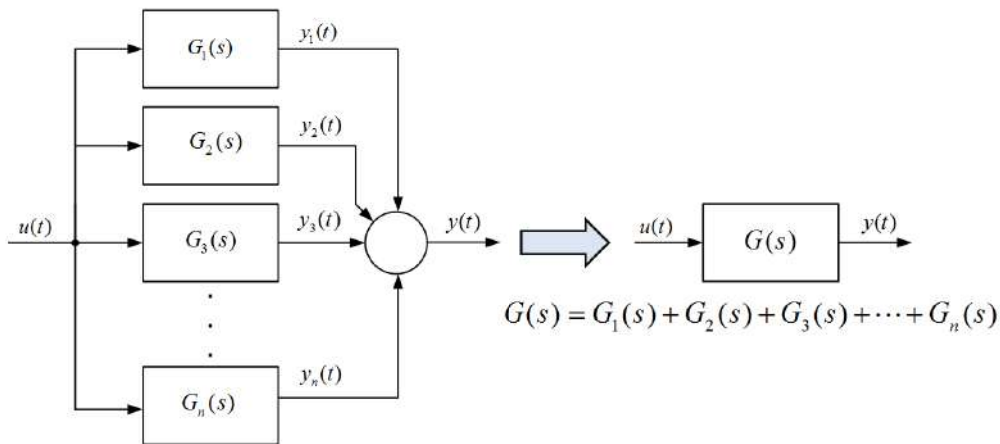 G₁(s)
y₁(t)
G₂(s)
y₂(t)
u(t)
G₃(s)
y₃(t)
y(t)
u(t)
G(s)
y(t)
G(s) = G₁(s) + G₂(s) + G₃(s) + ⋯ + Gₙ(s)
Gₙ(s)
yₙ(t)